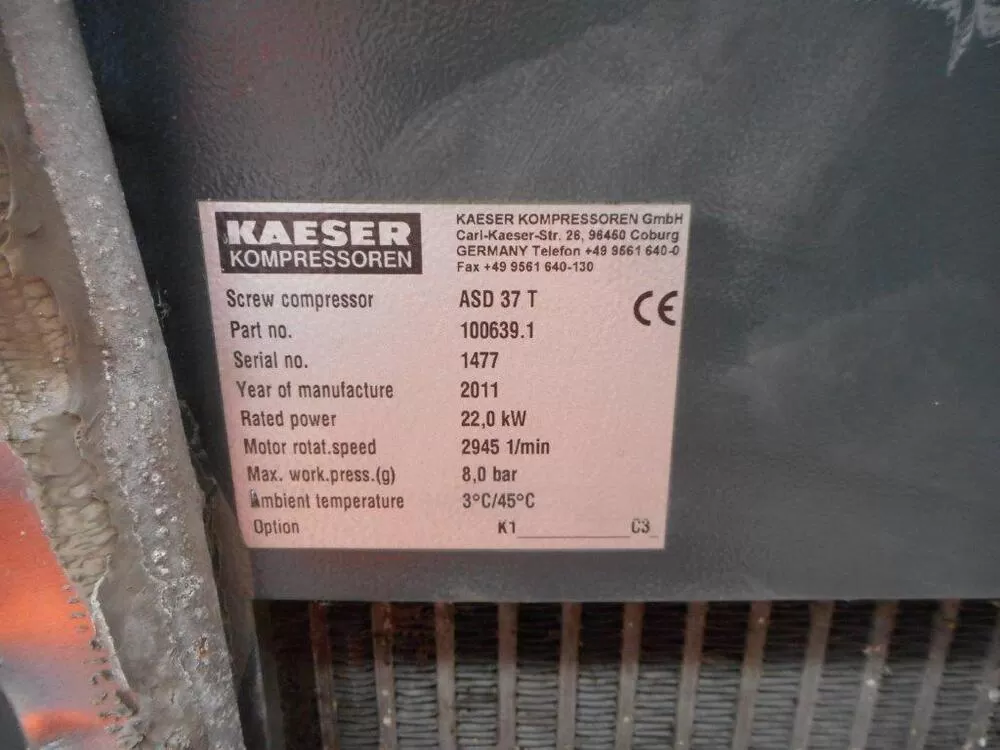 KAESER
KOMPRESSOREN
KAESER KOMPRESSOREN GmbH
Carl-Kaeser-Str. 26, 96450 Coburg
GERMANY Telefon +49 9561 640-0
Fax +49 9561 640-130
CE
Screw compressor ASD 37 T
Part no. 100639.1
Serial no. 1477
Year of manufacture 2011
Rated power 22,0 kW
Motor rotat.speed 2945 1/min
Max. work.press.(g) 8,0 bar
Ambient temperature 3°C/45°C
Option K1__________C3_